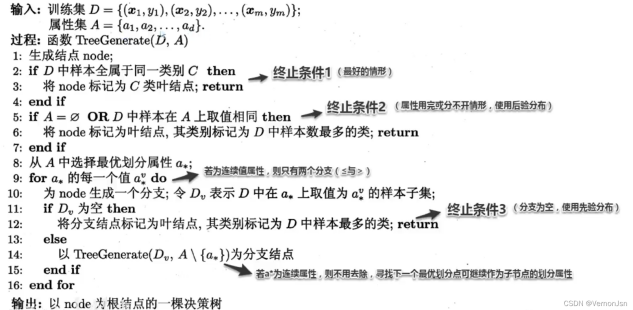 输入: 训练集 D = {(x₁, y₁), (x₂, y₂), . . . , (xₘ, yₘ)};
属性集 A = {a₁, a₂, . . . , a_d}.
过程: 函数 TreeGenerate(D, A)
1: 生成结点 node;
2: if D 中样本全属于同一类别 C then 终止条件1 (最好的情形)
3: 将 node 标记为 C 类叶结点; return
4: end if
5: if A = ∅ OR D 中样本在 A 上取值相同 then 终止条件2 (属性用完或分不开情形,使用后验分布)
6: 将 node 标记为叶结点, 其类别标记为 D 中样本数最多的类; return
7: end if
8: 从 A 中选择最优划分属性 a*;
9: for a* 的每一个值 a*ᵛ do 若为连续值属性,则只有两个分支(≤与≥)
10: 为 node 生成一个分支; 令 Dᵥ 表示 D 中在 a* 上取值为 a*ᵛ 的样本子集;
11: if Dᵥ 为空 then 终止条件3 (分支为空,使用先验分布)
12: 将分支结点标记为叶结点, 其类别标记为 D 中样本最多的类; return
13: else
14: 以 TreeGenerate(Dᵥ, A \ {a*})为分支结点
15: end if 若a*为连续属性,则不用去除,寻找下一个最优划分点可继续作为子节点的划分属性
16: end for
输出: 以 node 为根结点的一棵决策树
CSDN @VernonJsn